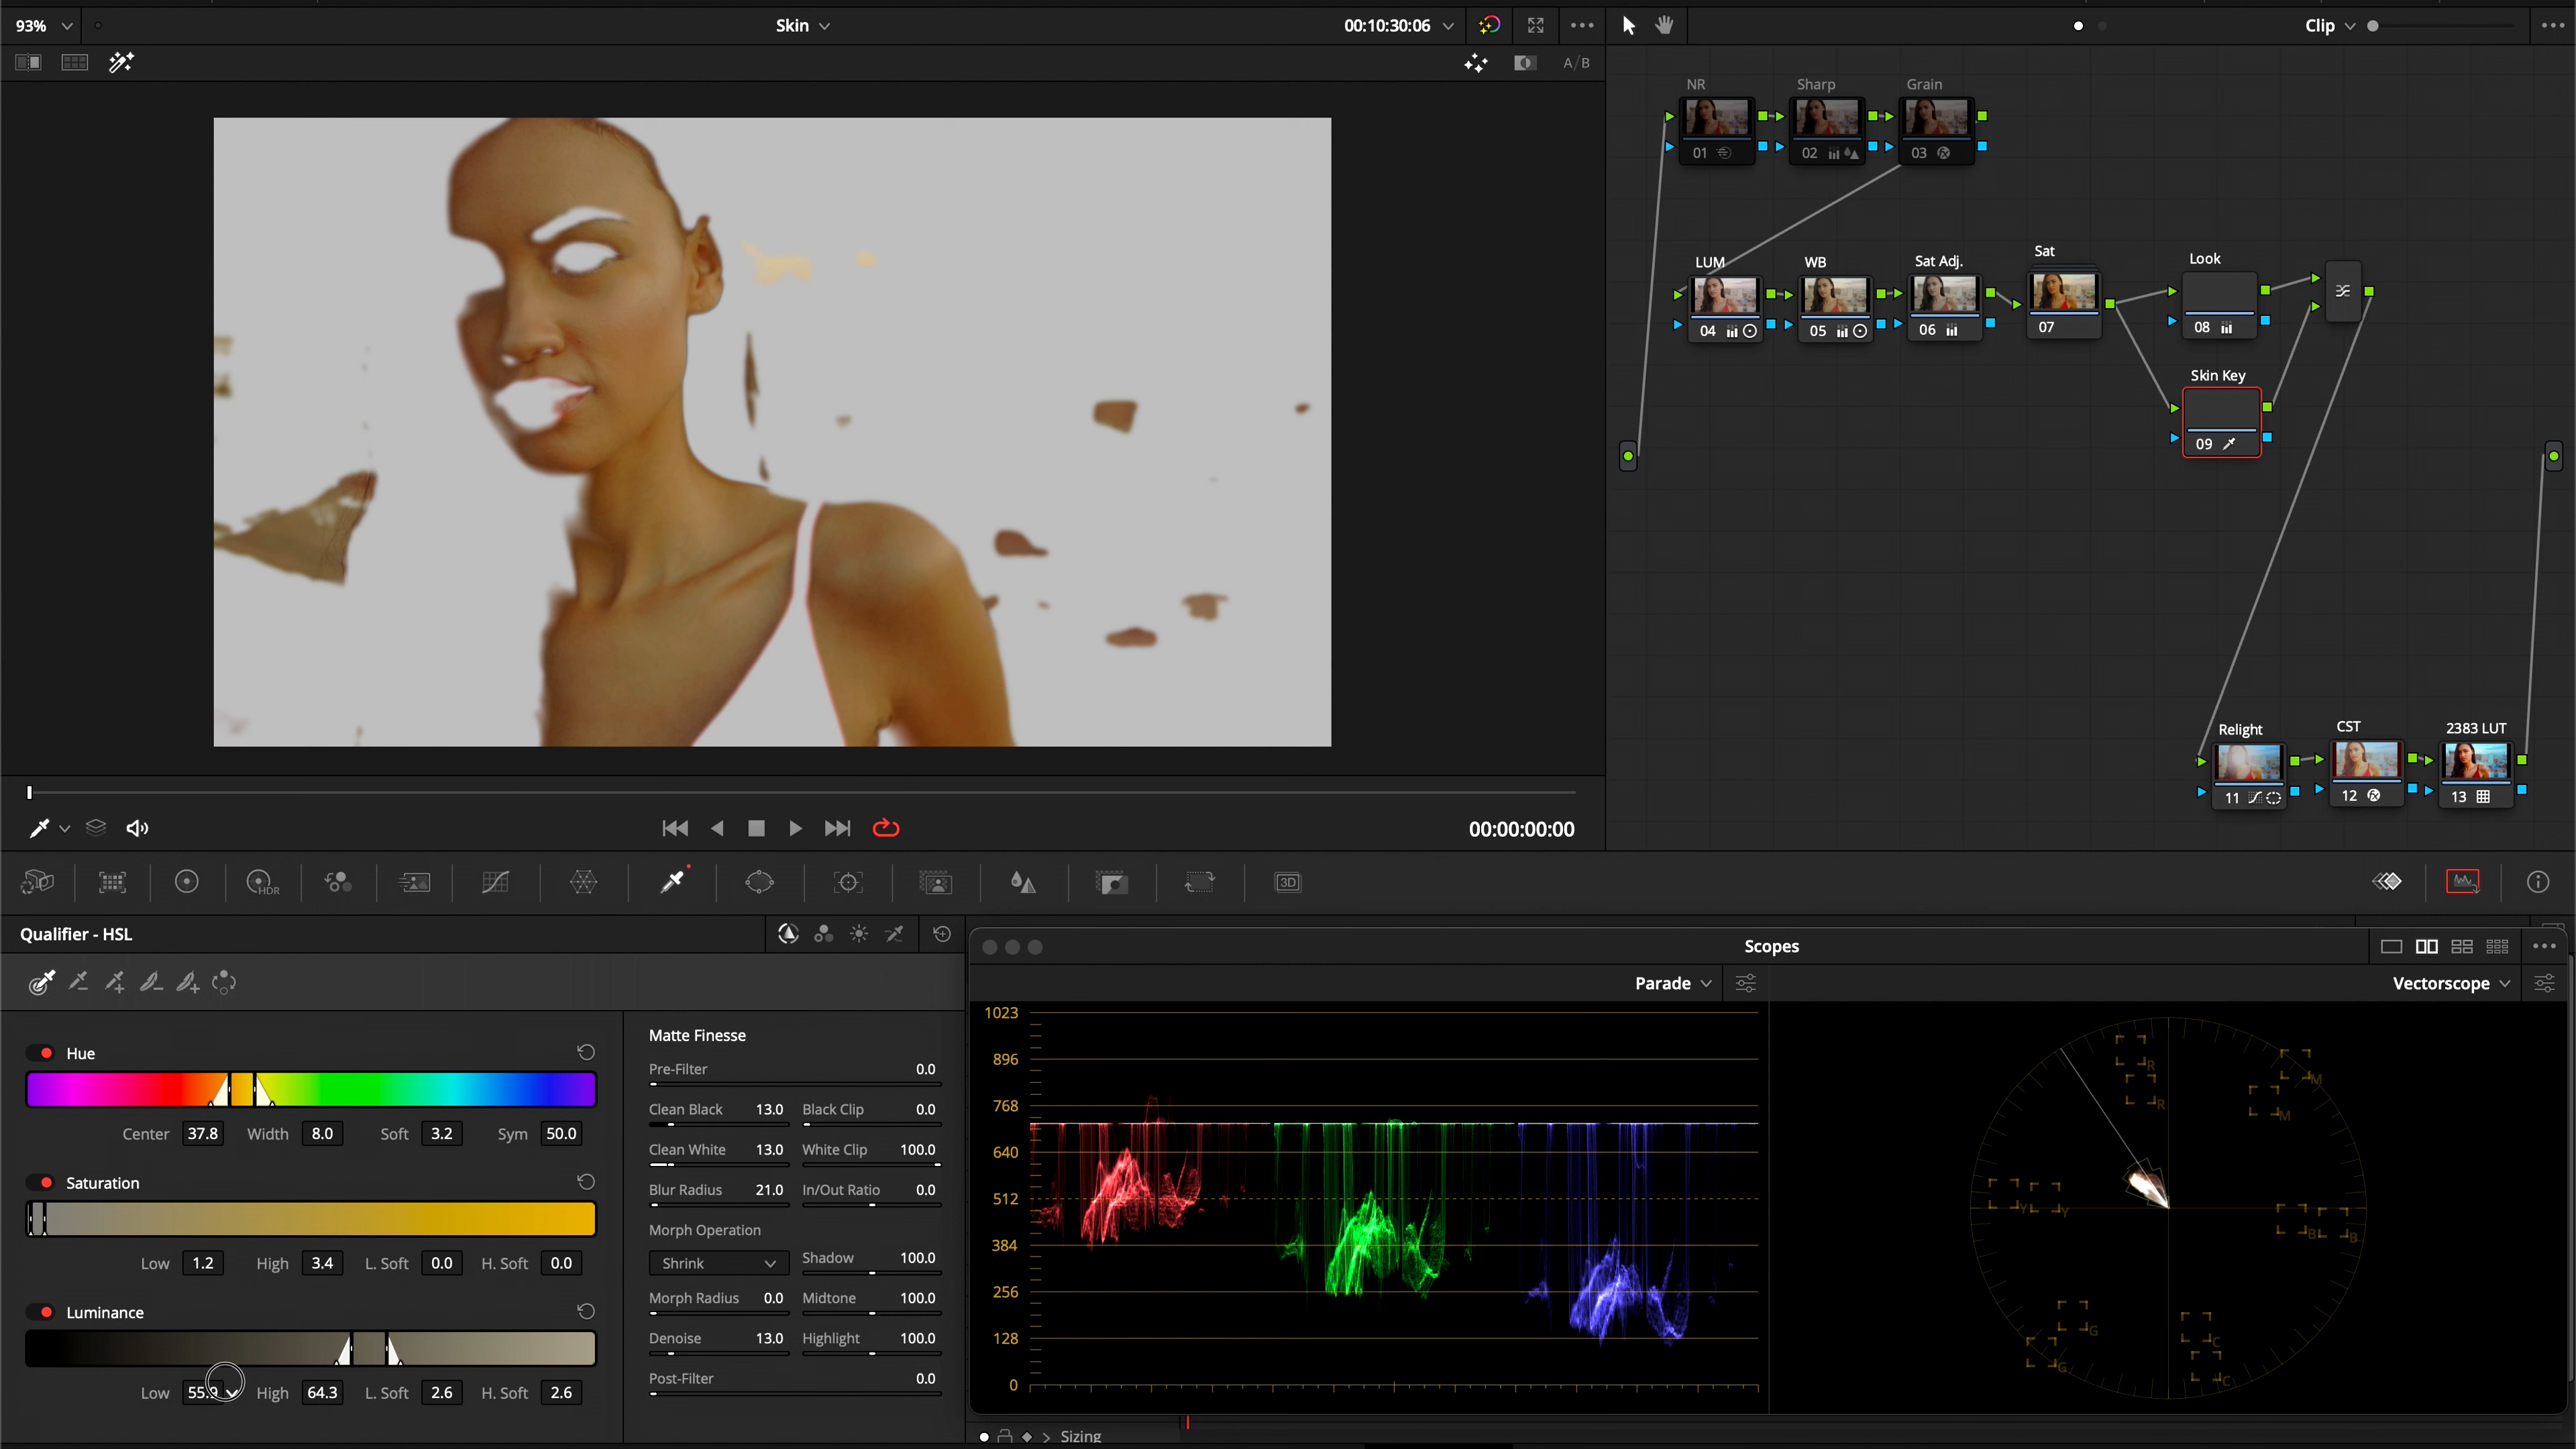 93%
Skin
00:10:30:06
Clip
A/B
NR
Sharp
Grain
01
02
03
LUM
WB
Sat Adj.
Sat
Look
04
05
06
07
08
Skin Key
09
Relight
CST
2383 LUT
11
12
13
00:00:00:00
HDR
3D
Qualifier - HSL
Hue
Center 37.8 Width 8.0 Soft 3.2 Sym 50.0
Saturation
Low 1.2 High 3.4 L. Soft 0.0 H. Soft 0.0
Luminance
Low High 64.3 L. Soft 2.6 H. Soft 2.6
Matte Finesse
Pre-Filter 0.0
Clean Black 13.0 Black Clip 0.0
Clean White 13.0 White Clip 100.0
Blur Radius 21.0 In/Out Ratio 0.0
Morph Operation
Shrink
Shadow 100.0
Morph Radius 0.0 Midtone 100.0
Denoise 13.0 Highlight 100.0
Post-Filter 0.0
Scopes
Parade
Vectorscope
1023
896
768
640
512
384
256
128
0
R
R
M
M
Y
Y
B
B
G
G
C
C
Sizing